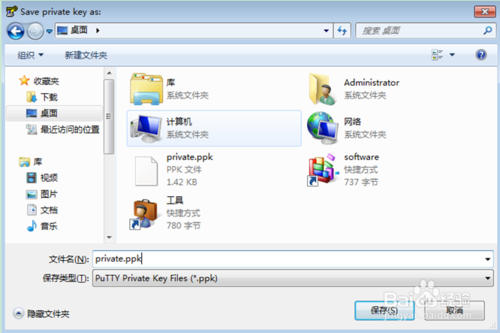 Save private key as:
桌面
搜索 桌面
组织
新建文件夹
收藏夹
下载
桌面
最近访问的位置
库
视频
图片
文档
音乐
库
系统文件夹
Administrator
系统文件夹
计算机
系统文件夹
网络
系统文件夹
private.ppk
PPK 文件
1.42 KB
software
快捷方式
737 字节
工具
快捷方式
780 字节
文件名(N): private.ppk
保存类型(T): PuTTY Private Key Files (*.ppk)
隐藏文件夹
保存(S)
取消
Baidu 经验